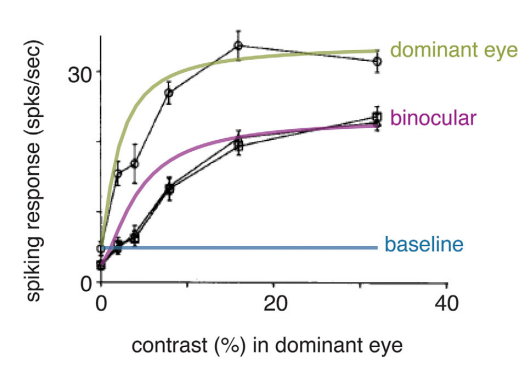 dominant eye
30
binocular
spiking response (spks/sec)
baseline
0
0
20
40
contrast (%) in dominant eye